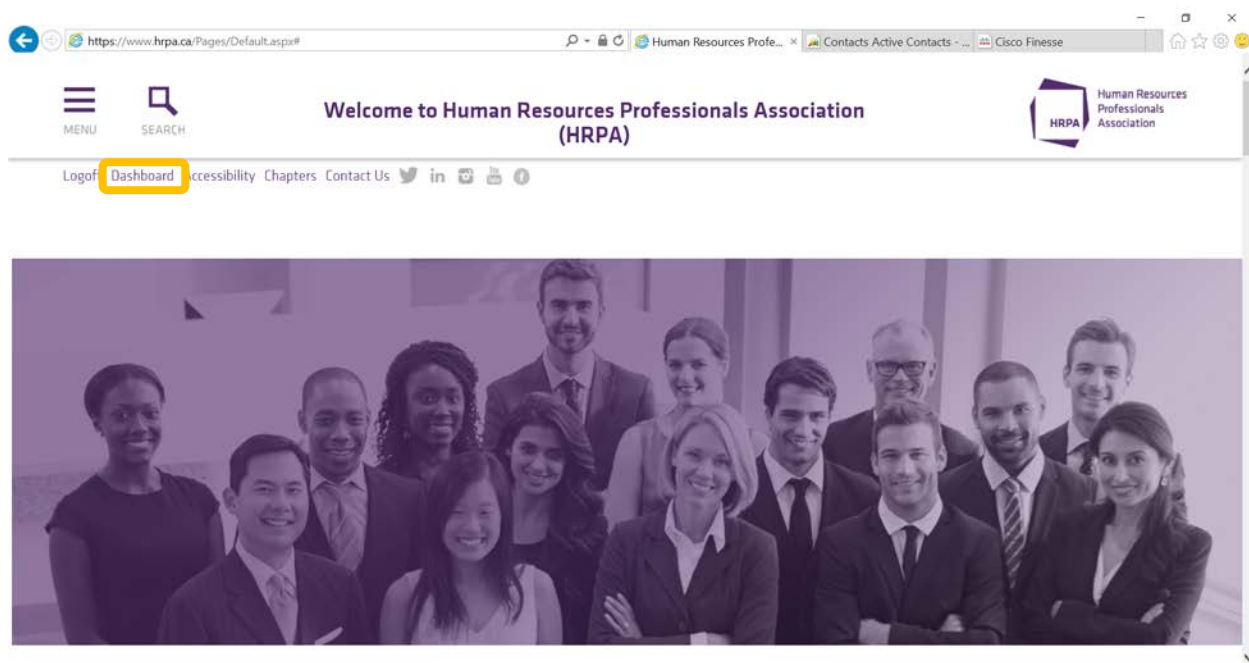 https://www.hrpa.ca/Pages/Default.aspx#
Human Resources Profe...
Contacts Active Contacts - ...
Cisco Finesse
MENU
SEARCH
Welcome to Human Resources Professionals Association
(HRPA)
HRPA
Human Resources
Professionals
Association
Logoff Dashboard Accessibility Chapters Contact Us in